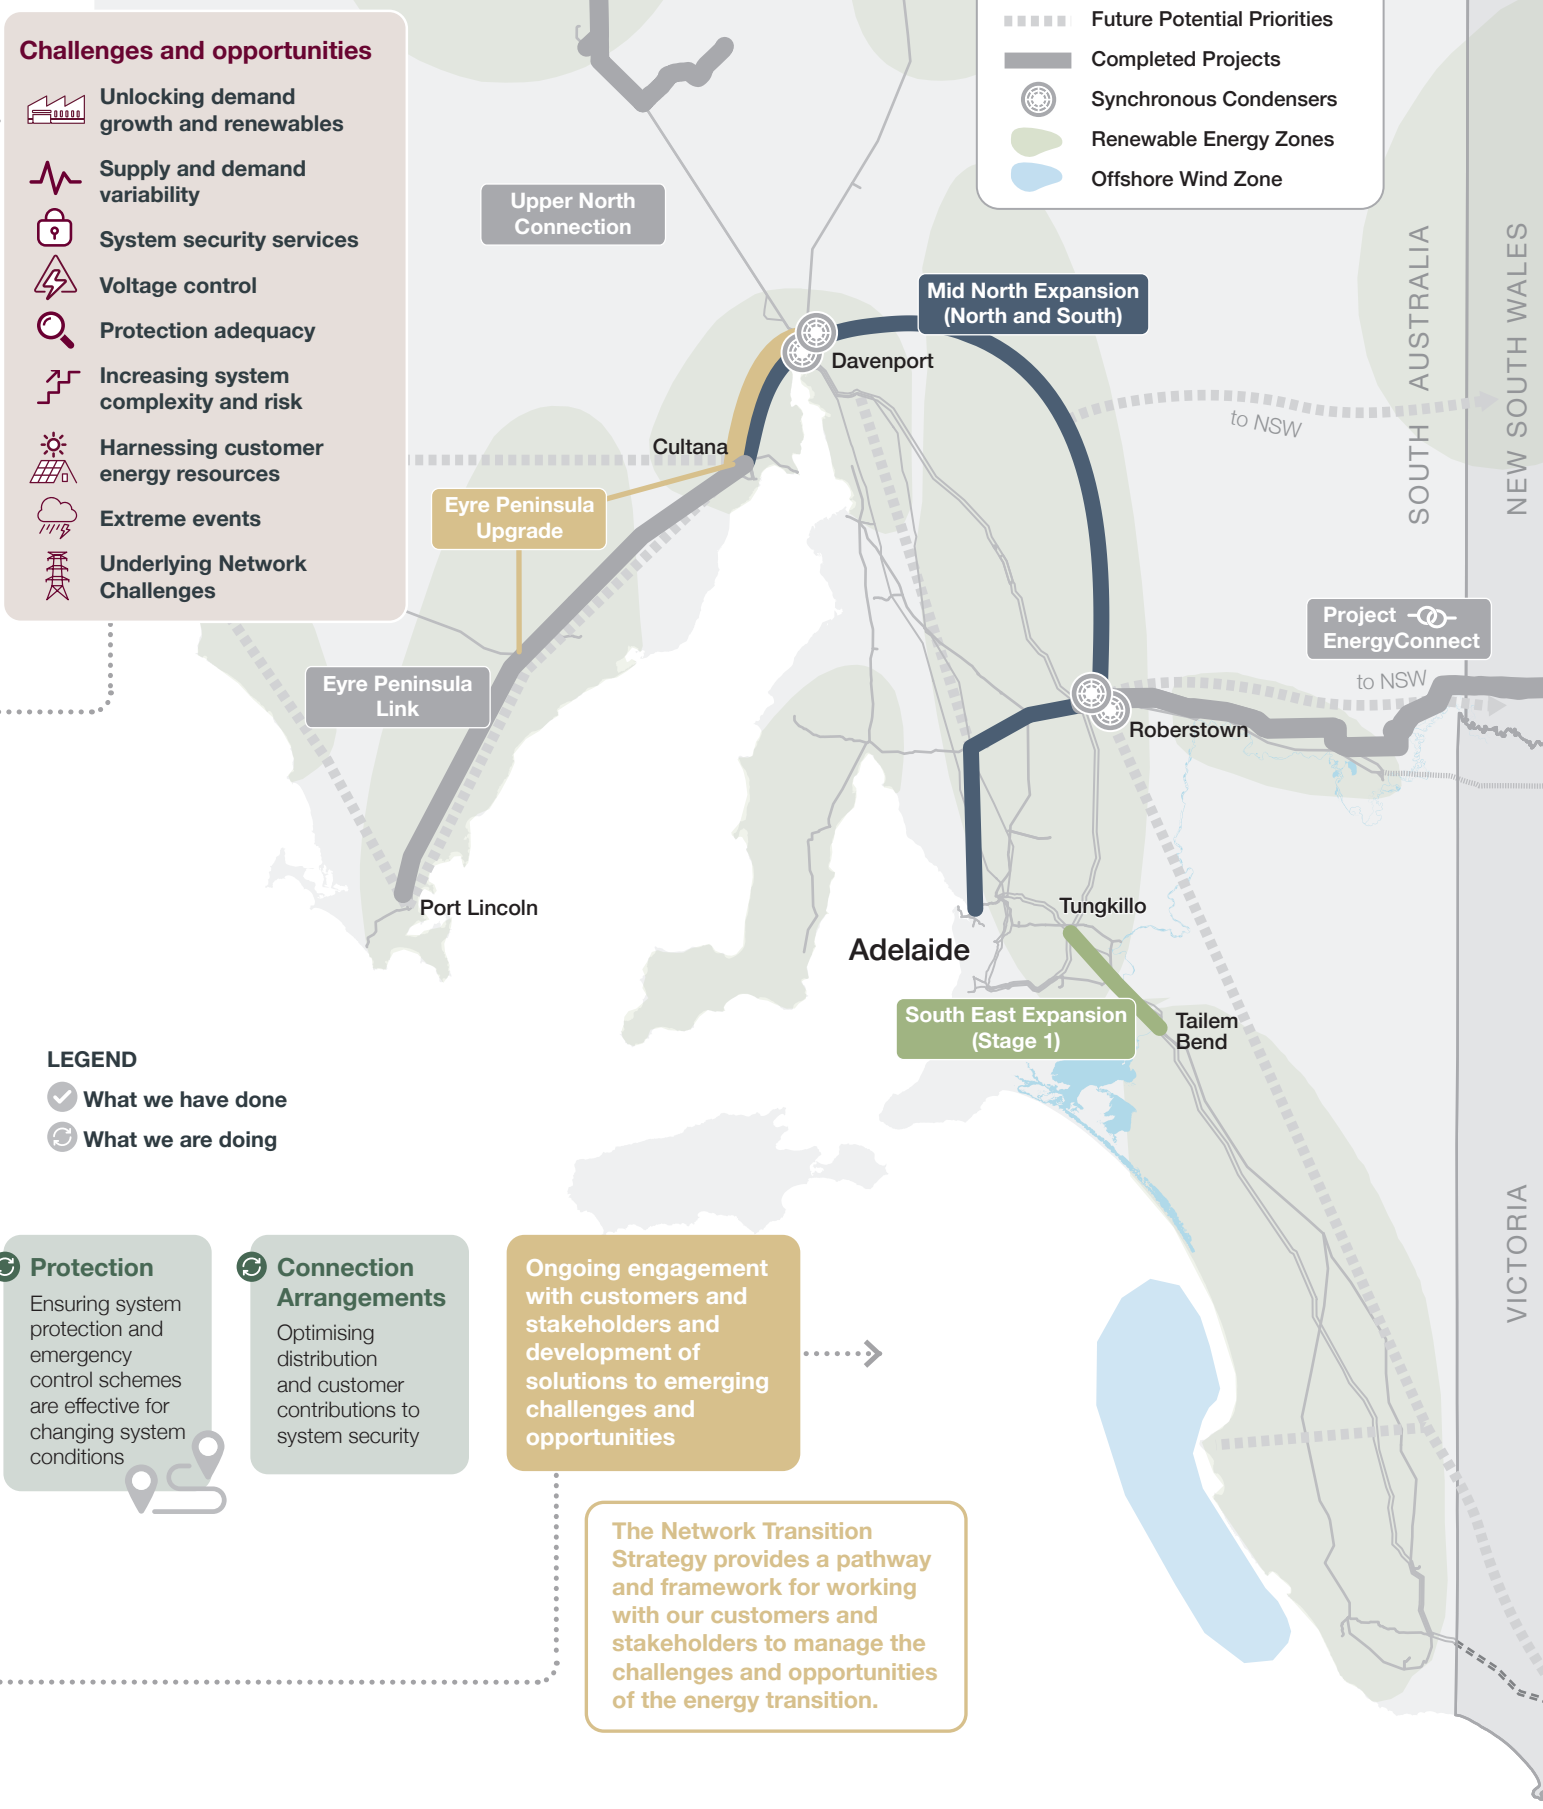 Challenges and opportunities
Unlocking demand
growth and renewables
Supply and demand
variability
System security services
Voltage control
Protection adequacy
Increasing system
complexity and risk
Harnessing customer
energy resources
Extreme events
Underlying Network
Challenges
Future Potential Priorities
Completed Projects
Synchronous Condensers
Renewable Energy Zones
Offshore Wind Zone
Upper North
Connection
Mid North Expansion
(North and South)
Davenport
SOUTH AUSTRALIA
NEW SOUTH WALES
to NSW
Cultana
Eyre Peninsula
Upgrade
Project
EnergyConnect
Eyre Peninsula
Link
to NSW
Roberstown
Port Lincoln
Tungkillo
Adelaide
South East Expansion
(Stage 1)
Tailem
Bend
VICTORIA
LEGEND
What we have done
What we are doing
Protection
Ensuring system
protection and
emergency
control schemes
are effective for
changing system
conditions
Connection
Arrangements
Optimising
distribution
and customer
contributions to
system security
Ongoing engagement
with customers and
stakeholders and
development of
solutions to emerging
challenges and
opportunities
The Network Transition
Strategy provides a pathway
and framework for working
with our customers and
stakeholders to manage the
challenges and opportunities
of the energy transition.